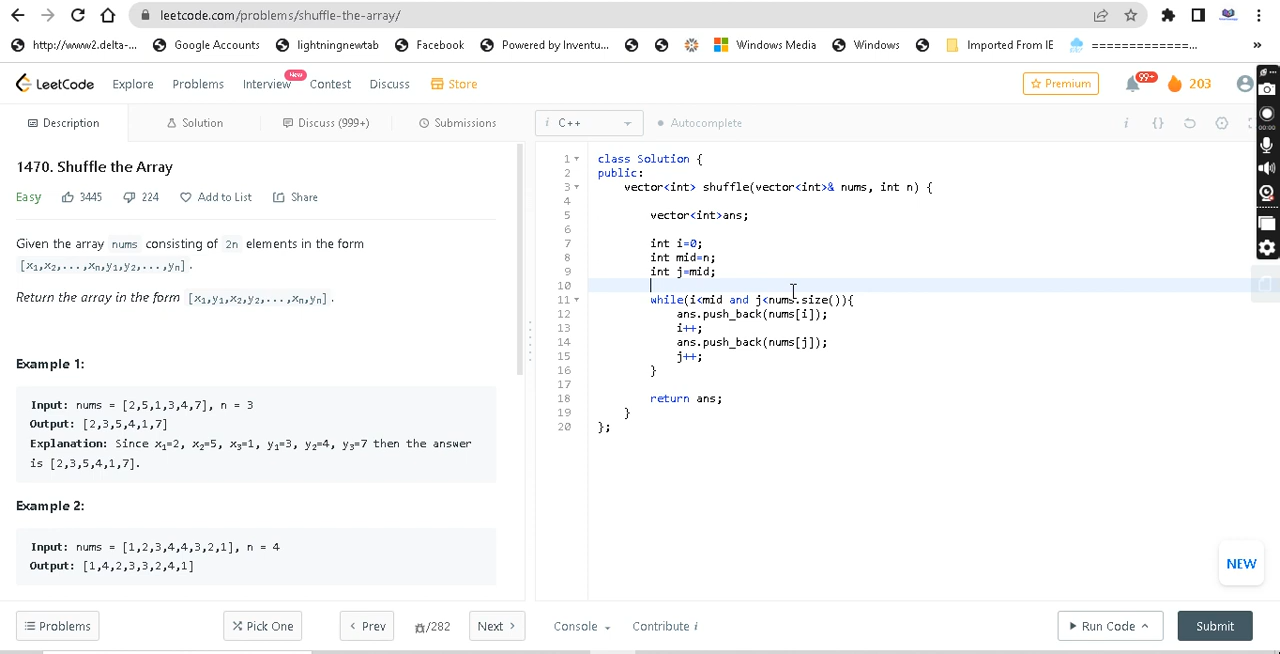 leetcode.com/problems/shuffle-the-array/
http://www2.delta-... Google Accounts lightningnewtab Facebook Powered by Inventu... Windows Media Windows Imported From IE =============... »
LeetCode Explore Problems Interview New Contest Discuss Store Premium 99+ 203
Description Solution Discuss (999+) Submissions i C++ Autocomplete i {}
1470. Shuffle the Array
Easy 3445 224 Add to List Share
Given the array nums consisting of 2n elements in the form
[x₁,x₂,...,xₙ,y₁,y₂,...,yₙ].
Return the array in the form [x₁,y₁,x₂,y₂,...,xₙ,yₙ].
Example 1:
Input: nums = [2,5,1,3,4,7], n = 3
Output: [2,3,5,4,1,7]
Explanation: Since x₁=2, x₂=5, x₃=1, y₁=3, y₂=4, y₃=7 then the answer
is [2,3,5,4,1,7].
Example 2:
Input: nums = [1,2,3,4,4,3,2,1], n = 4
Output: [1,4,2,3,3,2,4,1]
1 class Solution {
2 public:
3 vector<int> shuffle(vector<int>& nums, int n) {
4
5 vector<int>ans;
6
7 int i=0;
8 int mid=n;
9 int j=mid;
10
11 while(i<mid and j<nums.size()){
12 ans.push_back(nums[i]);
13 i++;
14 ans.push_back(nums[j]);
15 j++;
16 }
17
18 return ans;
19 }
20 };
00:00
NEW
Problems Pick One Prev /282 Next Console Contribute i Run Code Submit